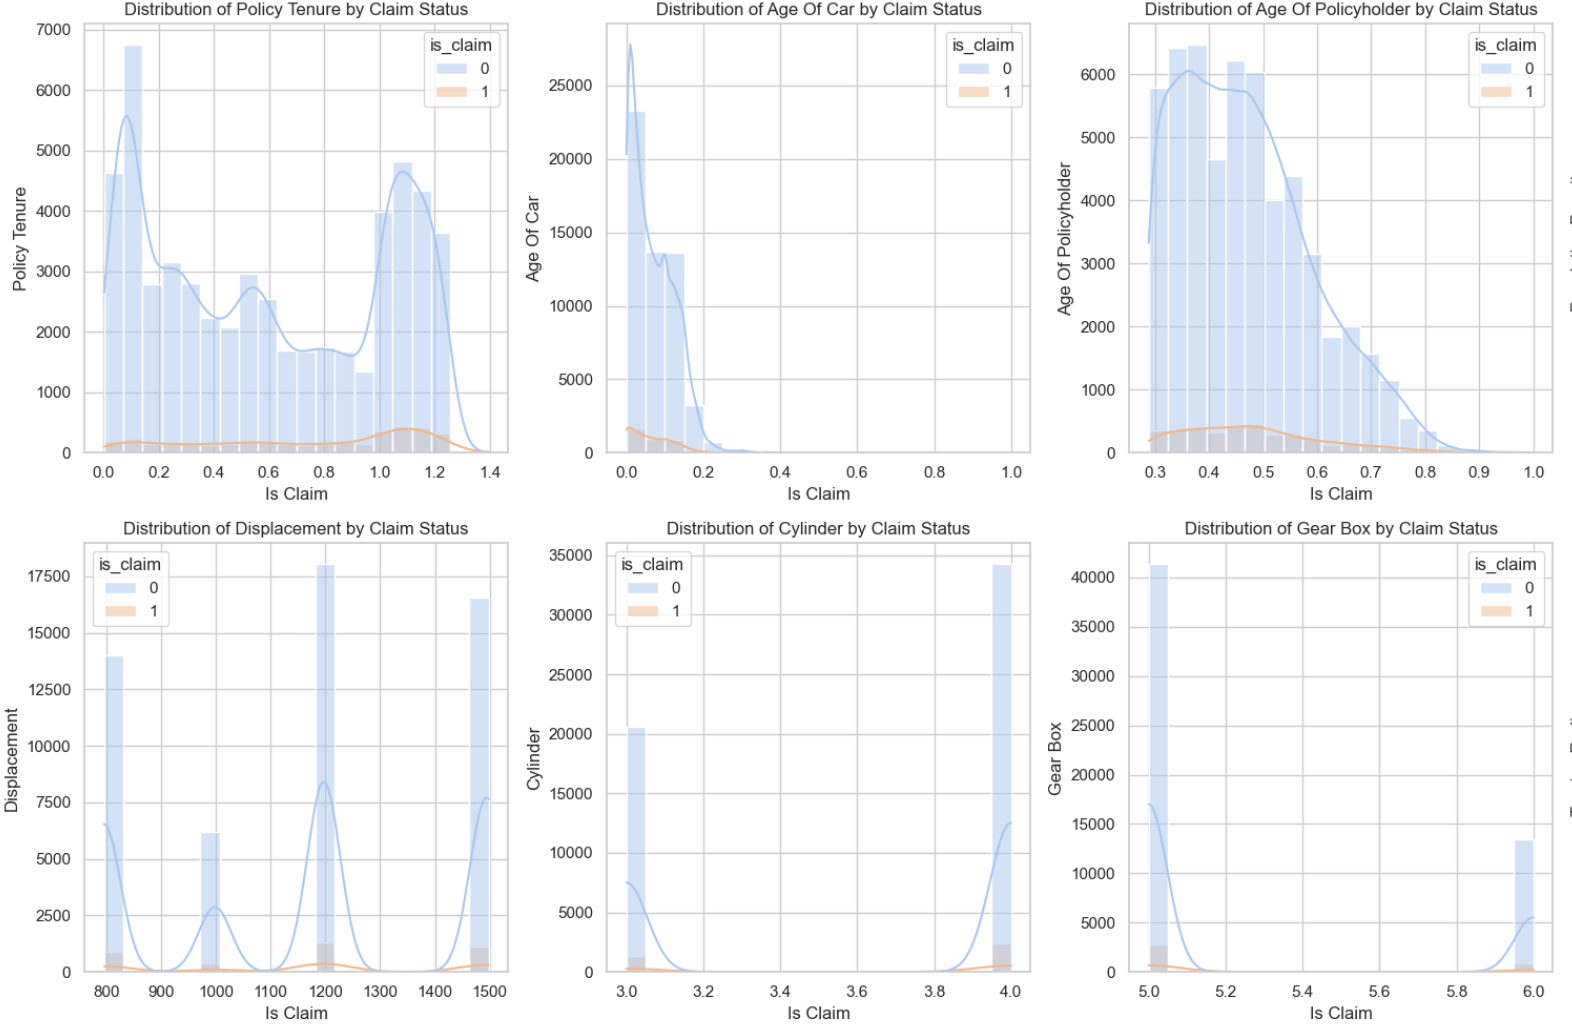 Distribution of Policy Tenure by Claim Status
7000
6000
5000
4000
3000
2000
1000
0
Policy Tenure
is_claim
0
1
0.0 0.2 0.4 0.6 0.8 1.0 1.2 1.4
Is Claim
Distribution of Age Of Car by Claim Status
25000
20000
15000
10000
5000
0
Age Of Car
is_claim
0
1
0.0 0.2 0.4 0.6 0.8 1.0
Is Claim
Distribution of Age Of Policyholder by Claim Status
6000
5000
4000
3000
2000
1000
0
Age Of Policyholder
is_claim
0
1
0.3 0.4 0.5 0.6 0.7 0.8 0.9 1.0
Is Claim
Distribution of Displacement by Claim Status
17500
15000
12500
10000
7500
5000
2500
0
Displacement
is_claim
0
1
800 900 1000 1100 1200 1300 1400 1500
Is Claim
Distribution of Cylinder by Claim Status
35000
30000
25000
20000
15000
10000
5000
0
Cylinder
is_claim
0
1
3.0 3.2 3.4 3.6 3.8 4.0
Is Claim
Distribution of Gear Box by Claim Status
40000
35000
30000
25000
20000
15000
10000
5000
0
Gear Box
is_claim
0
1
5.0 5.2 5.4 5.6 5.8 6.0
Is Claim